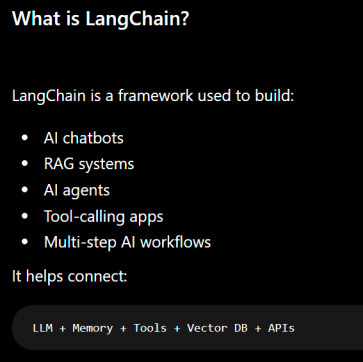 What is LangChain?
LangChain is a framework used to build:
• AI chatbots
• RAG systems
• AI agents
• Tool-calling apps
• Multi-step AI workflows
It helps connect:
LLM + Memory + Tools + Vector DB + APIs